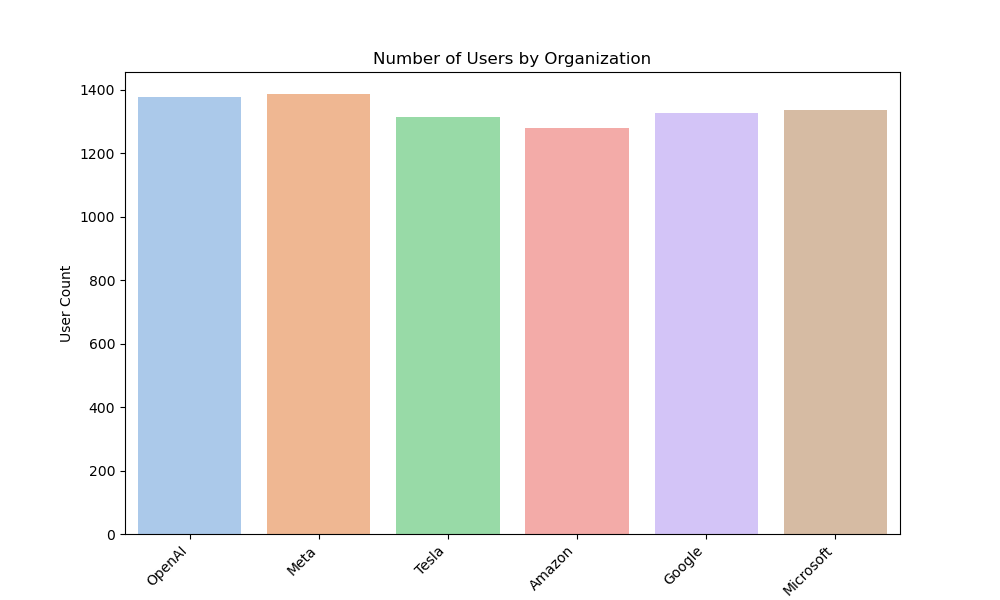 Number of Users by Organization
User Count
1400
1200
1000
800
600
400
200
0
OpenAI
Meta
Tesla
Amazon
Google
Microsoft